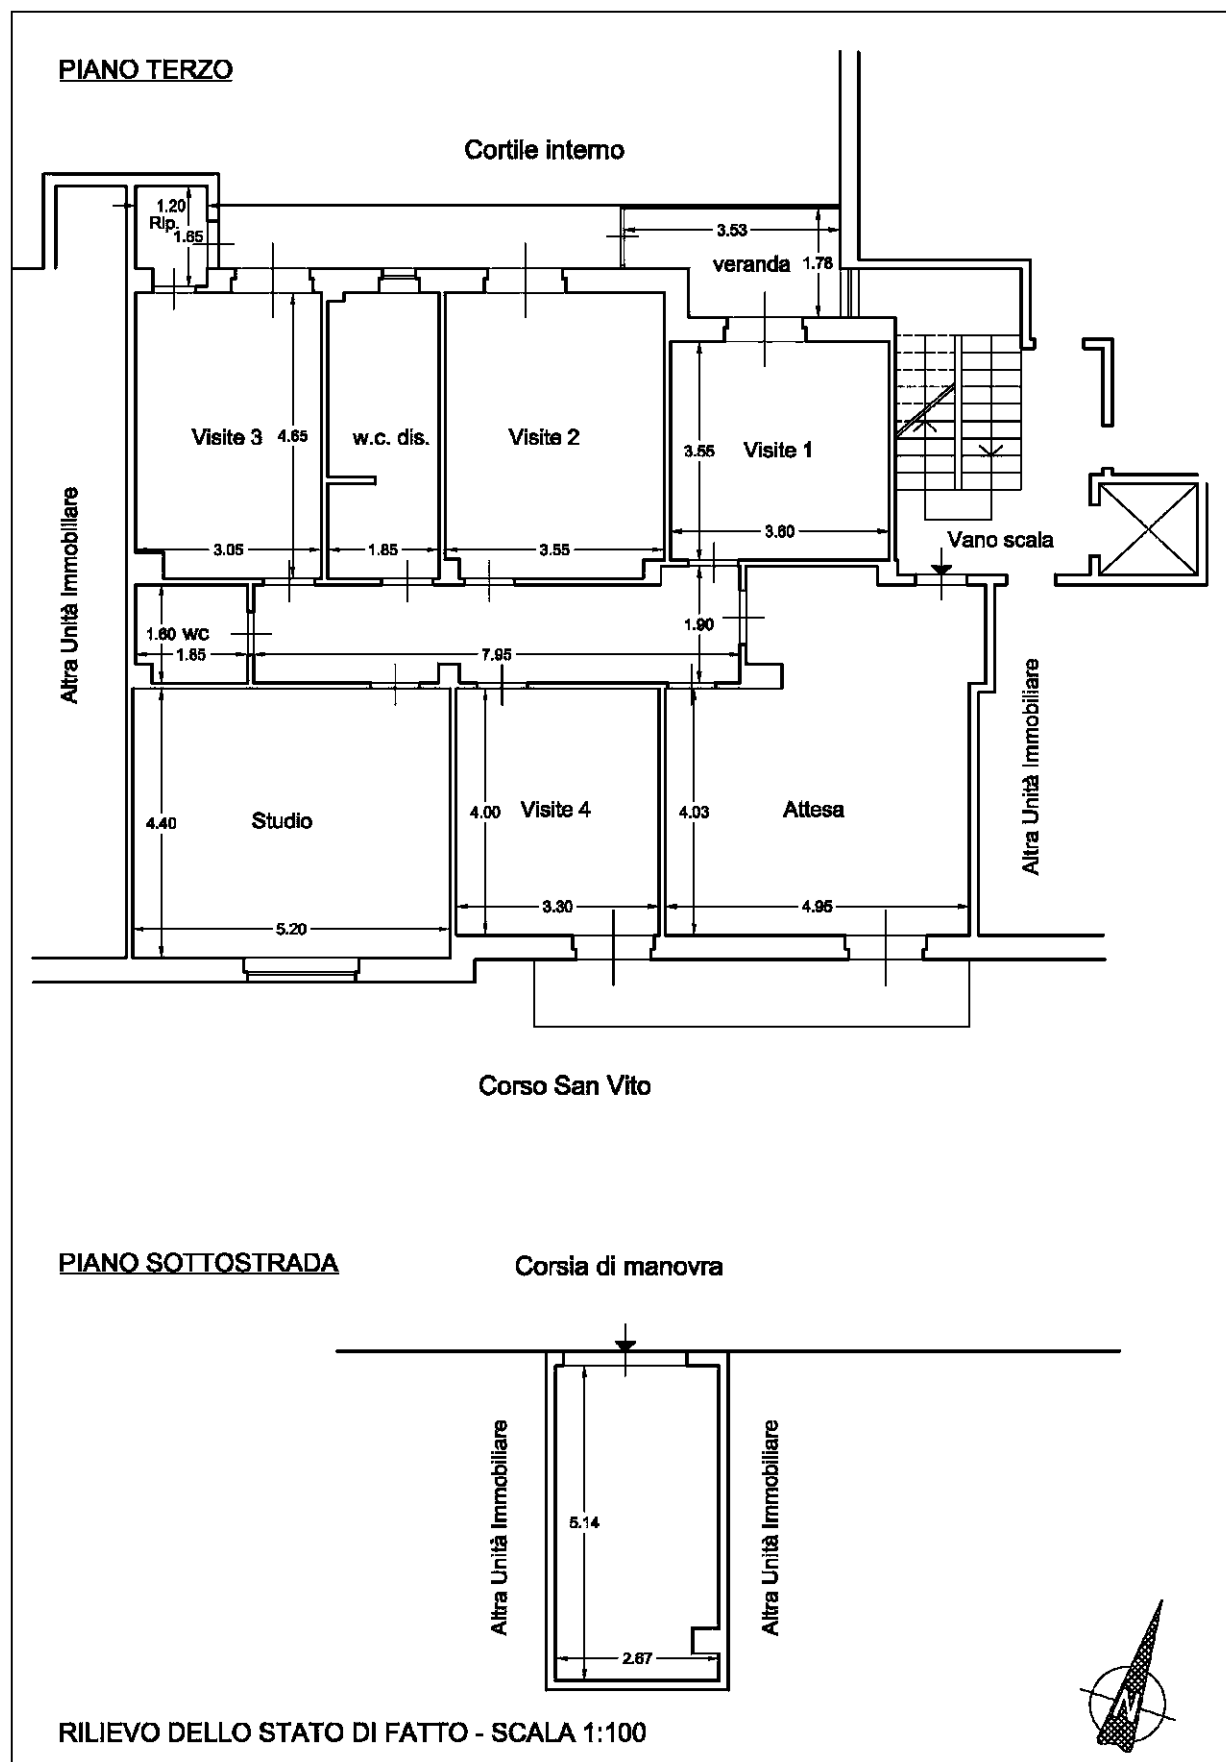 PIANO TERZO
Cortile interno
1.20
Rip.
1.65
3.53
veranda
1.78
Visite 3
4.65
w.c. dis.
Visite 2
3.55
Visite 1
3.05
1.85
3.55
3.60
Vano scala
Altra Unità Immobiliare
1.60 WC
1.85
7.95
1.90
Altra Unità Immobiliare
4.40
Studio
4.00
Visite 4
4.03
Attesa
5.20
3.30
4.95
Corso San Vito
PIANO SOTTOSTRADA
Corsia di manovra
Altra Unità Immobiliare
5.14
Altra Unità Immobiliare
2.67
N
RILIEVO DELLO STATO DI FATTO - SCALA 1:100